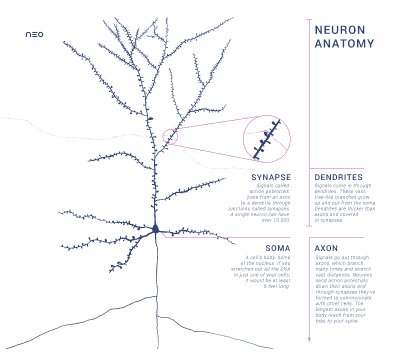 neo
NEURON
ANATOMY
SYNAPSE
Signals called
action potentials
pass from an axon
to a dendrite through
junctions called synapses.
A single neuron can have
over 10,000
DENDRITES
Signals come in through
dendrites. These vast,
tree-like branches grow
up and out from the soma.
Dendrites are thicker than
axons and covered
in synapses.
SOMA
A cell's body, home
of the nucleus. If you
stretched out all the DNA
in just one of your cells,
it would be at least
6 feet long.
AXON
Signals go out through
axons, which branch
many times and stretch
vast distances. Neurons
send action potentials
down their axons and
through synapses they've
formed to communicate
with other cells. The
longest axons in your
body reach from your
toes to your spine